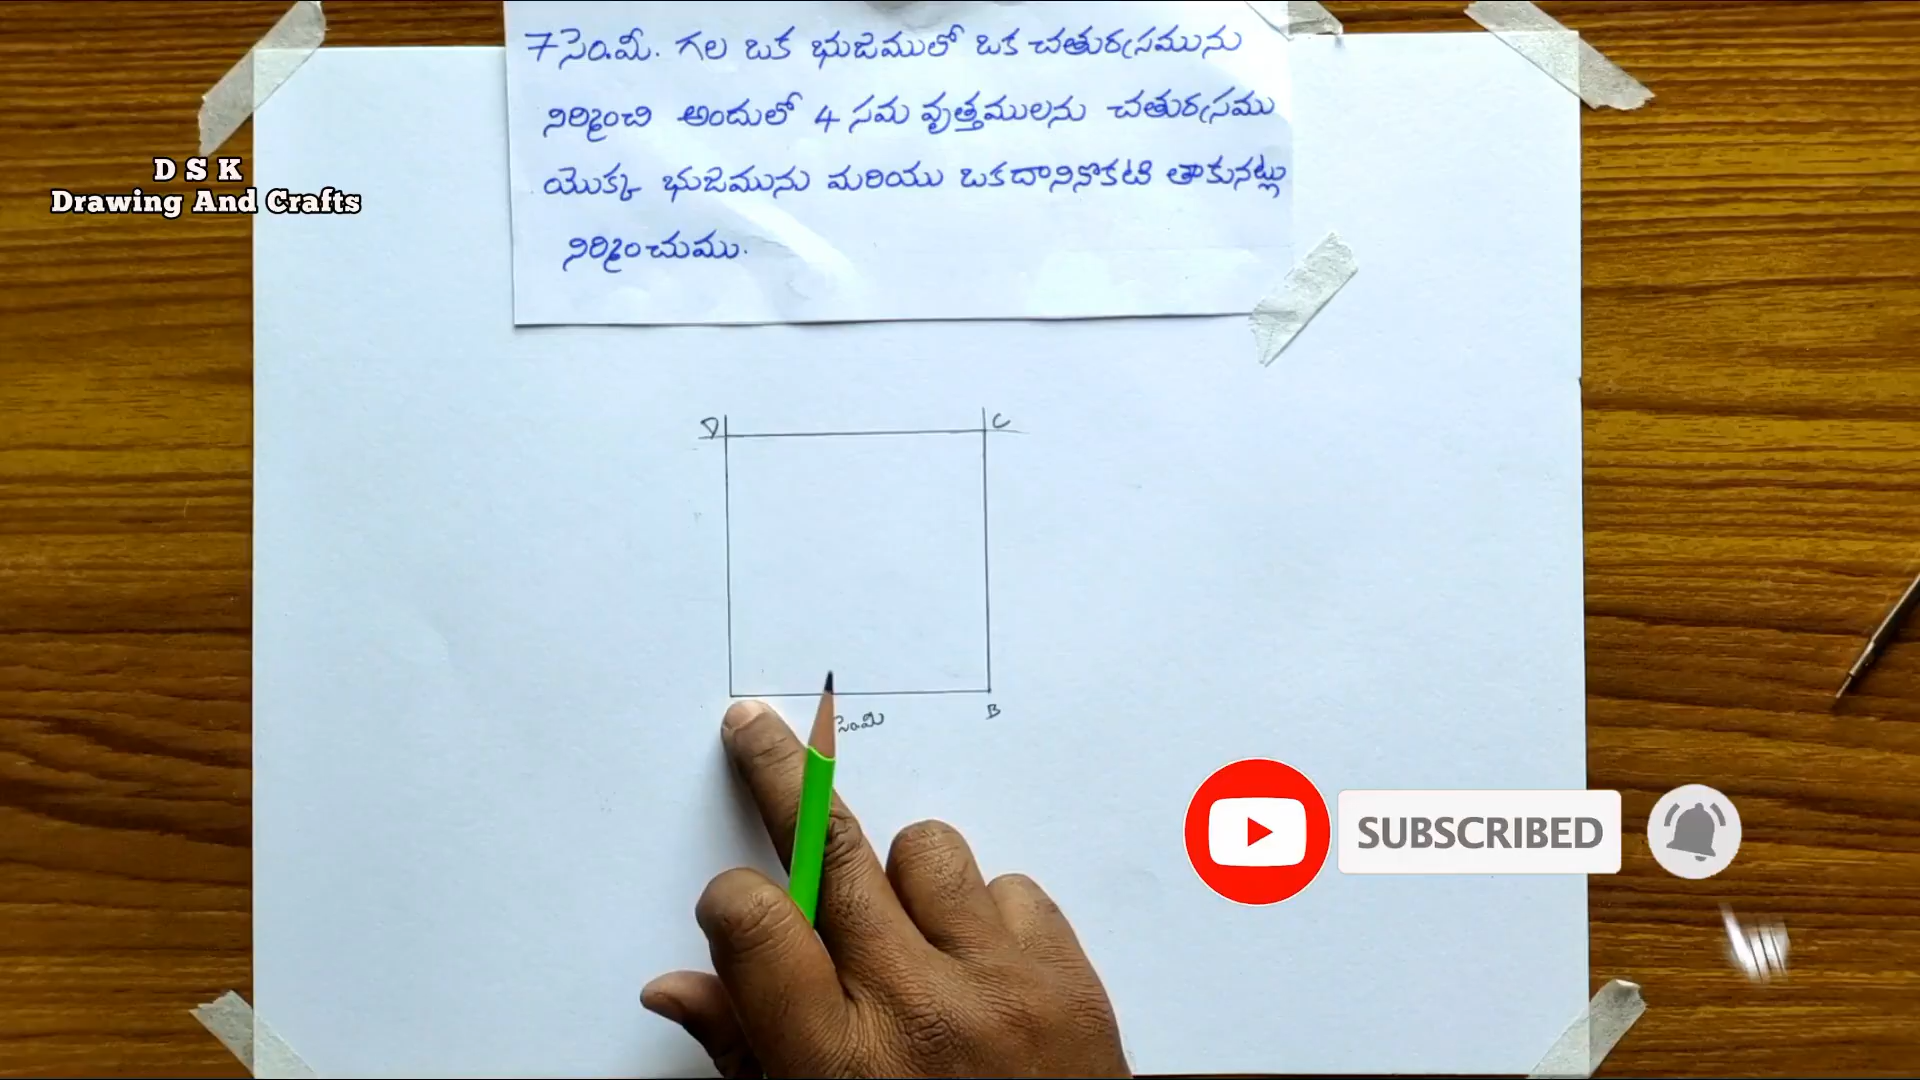 7 సెం.మీ. గల ఒక భుజముతో ఒక చతురస్రమును
నిర్మించి అందులో 4 సమ వృత్తములను చతురస్రము
యొక్క భుజమును మరియు ఒకదానినొకటి తాకునట్లు
నిర్మించుము.
D S K
Drawing And Crafts
D
C
సెంమీ
B
SUBSCRIBED